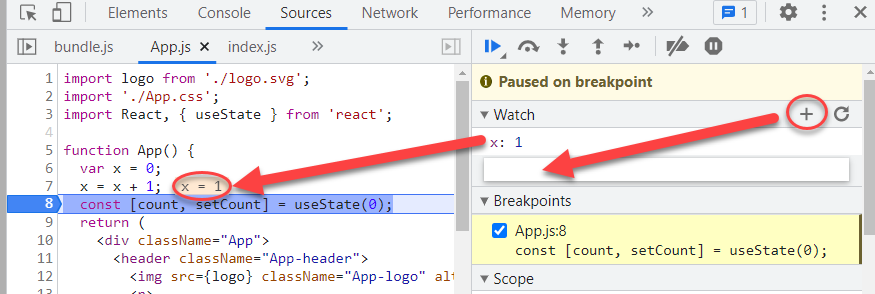 Elements Console Sources Network Performance Memory » 1
bundle.js App.js × index.js »
Paused on breakpoint
Watch
x: 1
Breakpoints
App.js:8
const [count, setCount] = useState(0);
Scope
1 import logo from './logo.svg';
2 import './App.css';
3 import React, { useState } from 'react';
4
5 function App() {
6 var x = 0;
7 x = x + 1; x = 1
8 const [count, setCount] = useState(0);
9 return (
10 <div className="App">
11 <header className="App-header">
12 <img src={logo} className="App-logo" alt
13 <p>